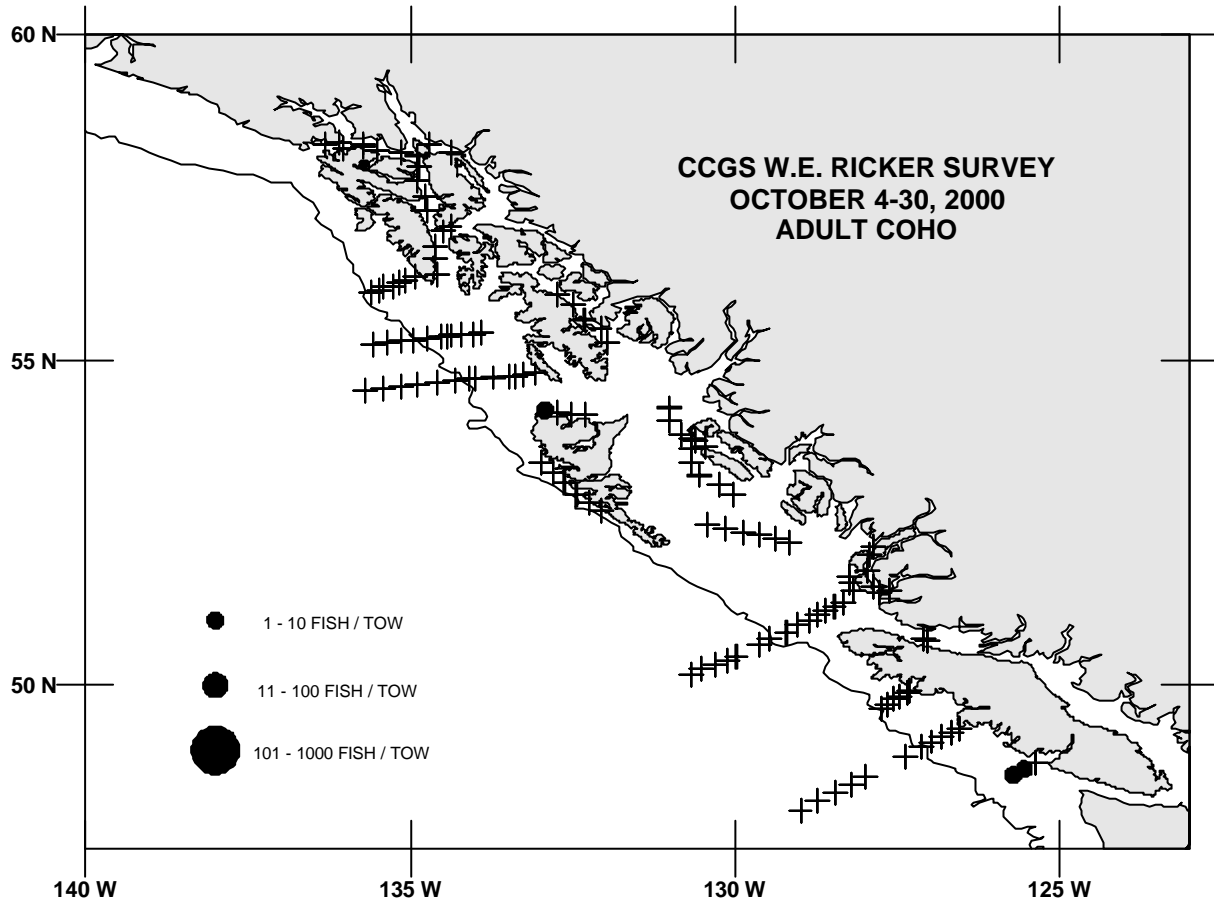 60 N
CCGS W.E. RICKER SURVEY
OCTOBER 4-30, 2000
ADULT COHO
55 N
1 - 10 FISH / TOW
11 - 100 FISH / TOW
50 N
101 - 1000 FISH / TOW
140 W
135 W
130 W
125 W